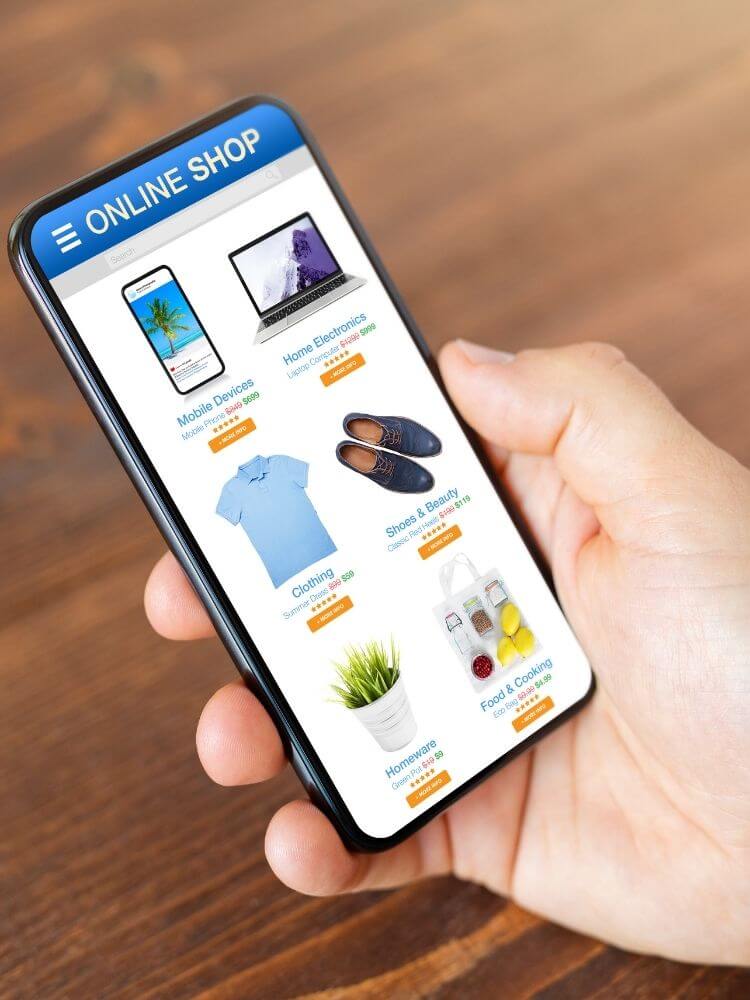 ONLINE SHOP
Search
Mobile Devices
Mobile Phone $849 $699
+ MORE INFO
Home Electronics
Laptop Computer $1299 $999
+ MORE INFO
Clothing
Summer Dress $99 $59
+ MORE INFO
Shoes & Beauty
Classic Red Heels $199 $119
+ MORE INFO
Homeware
Green Pot $19 $9
+ MORE INFO
Food & Cooking
Eco Bag $9.99 $4.99
+ MORE INFO